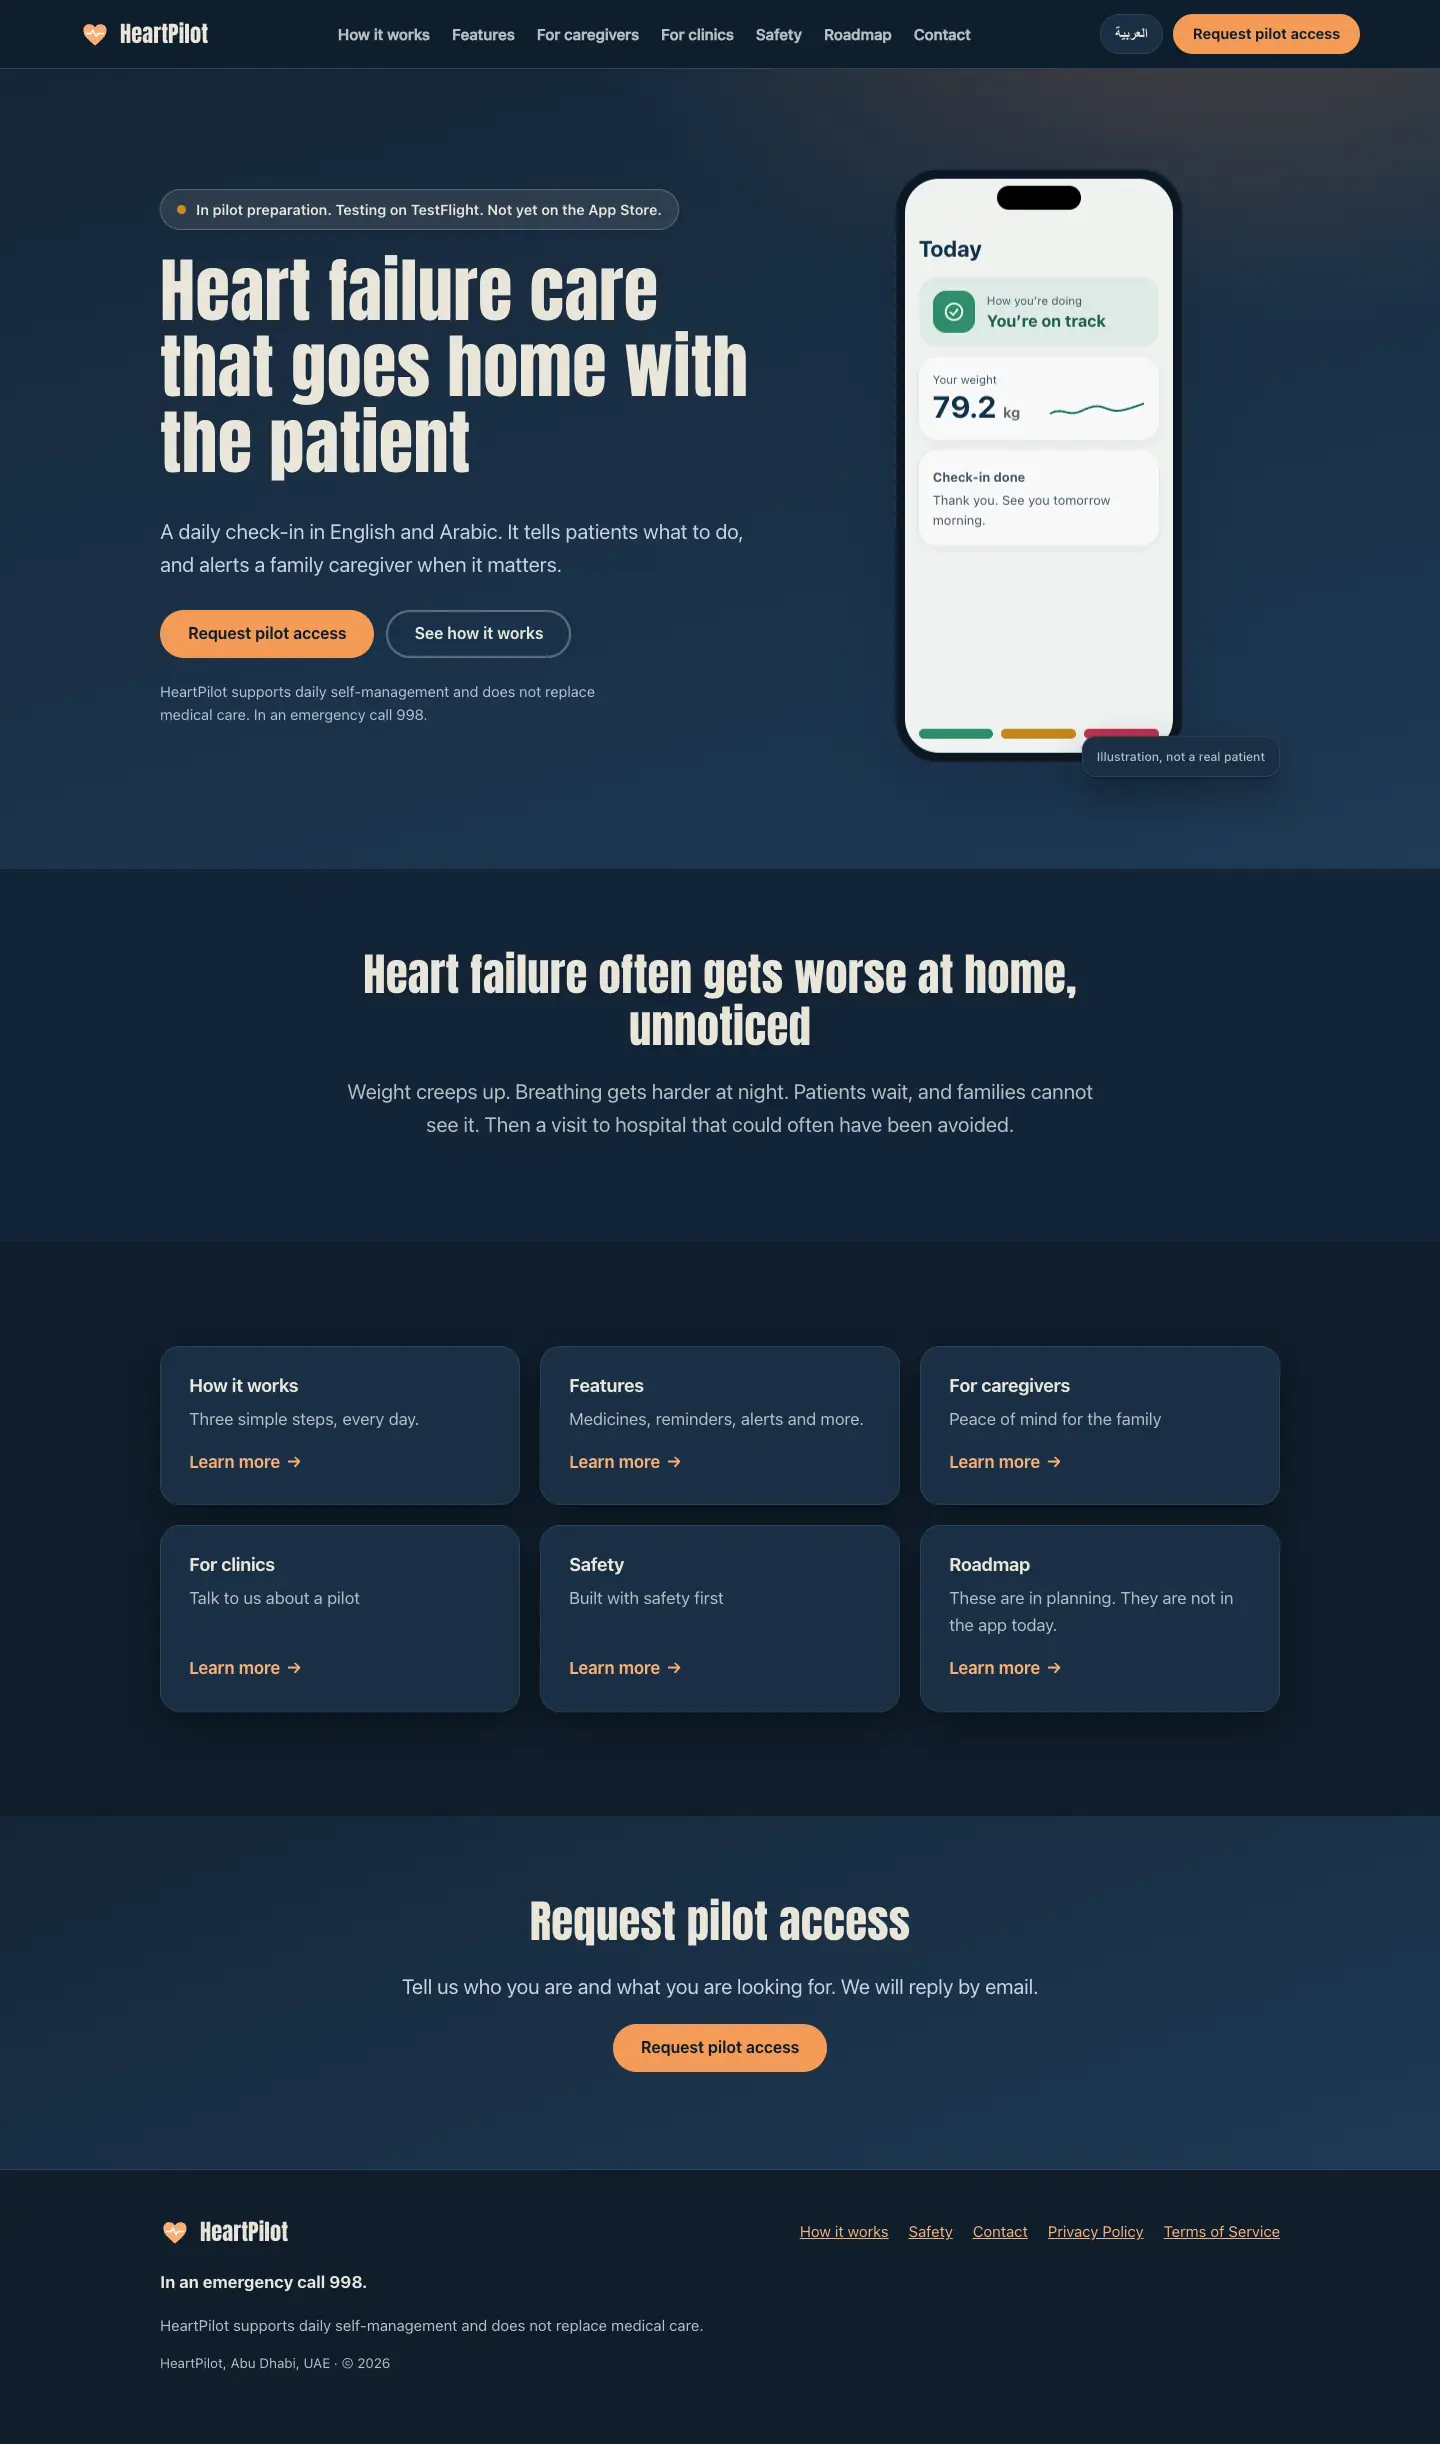 HeartPilot
How it works Features For caregivers For clinics Safety Roadmap Contact
العربية
Request pilot access
In pilot preparation. Testing on TestFlight. Not yet on the App Store.
Heart failure care
that goes home with
the patient
A daily check-in in English and Arabic. It tells patients what to do,
and alerts a family caregiver when it matters.
Request pilot access
See how it works
HeartPilot supports daily self-management and does not replace
medical care. In an emergency call 998.
Today
How you're doing
You're on track
Your weight
79.2 kg
Check-in done
Thank you. See you tomorrow
morning.
Illustration, not a real patient
Heart failure often gets worse at home,
unnoticed
Weight creeps up. Breathing gets harder at night. Patients wait, and families cannot
see it. Then a visit to hospital that could often have been avoided.
How it works
Three simple steps, every day.
Learn more →
Features
Medicines, reminders, alerts and more.
Learn more →
For caregivers
Peace of mind for the family
Learn more →
For clinics
Talk to us about a pilot
Learn more →
Safety
Built with safety first
Learn more →
Roadmap
These are in planning. They are not in
the app today.
Learn more →
Request pilot access
Tell us who you are and what you are looking for. We will reply by email.
Request pilot access
HeartPilot
How it works Safety Contact Privacy Policy Terms of Service
In an emergency call 998.
HeartPilot supports daily self-management and does not replace medical care.
HeartPilot, Abu Dhabi, UAE · © 2026